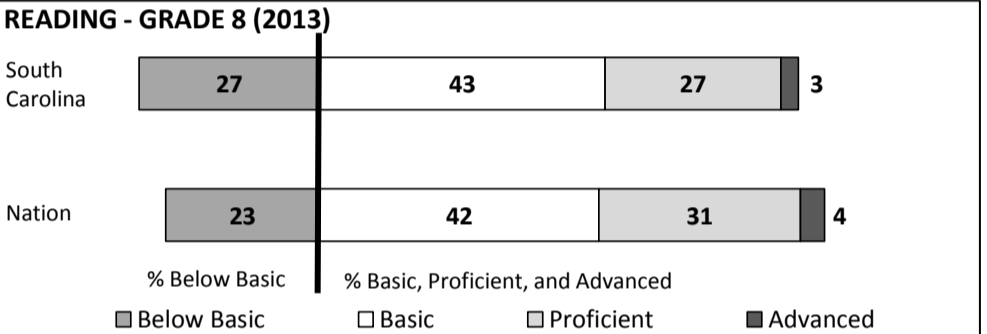 READING - GRADE 8 (2013)
South
Carolina
27
43
27
3
Nation
23
42
31
4
% Below Basic
% Basic, Proficient, and Advanced
Below Basic
Basic
Proficient
Advanced